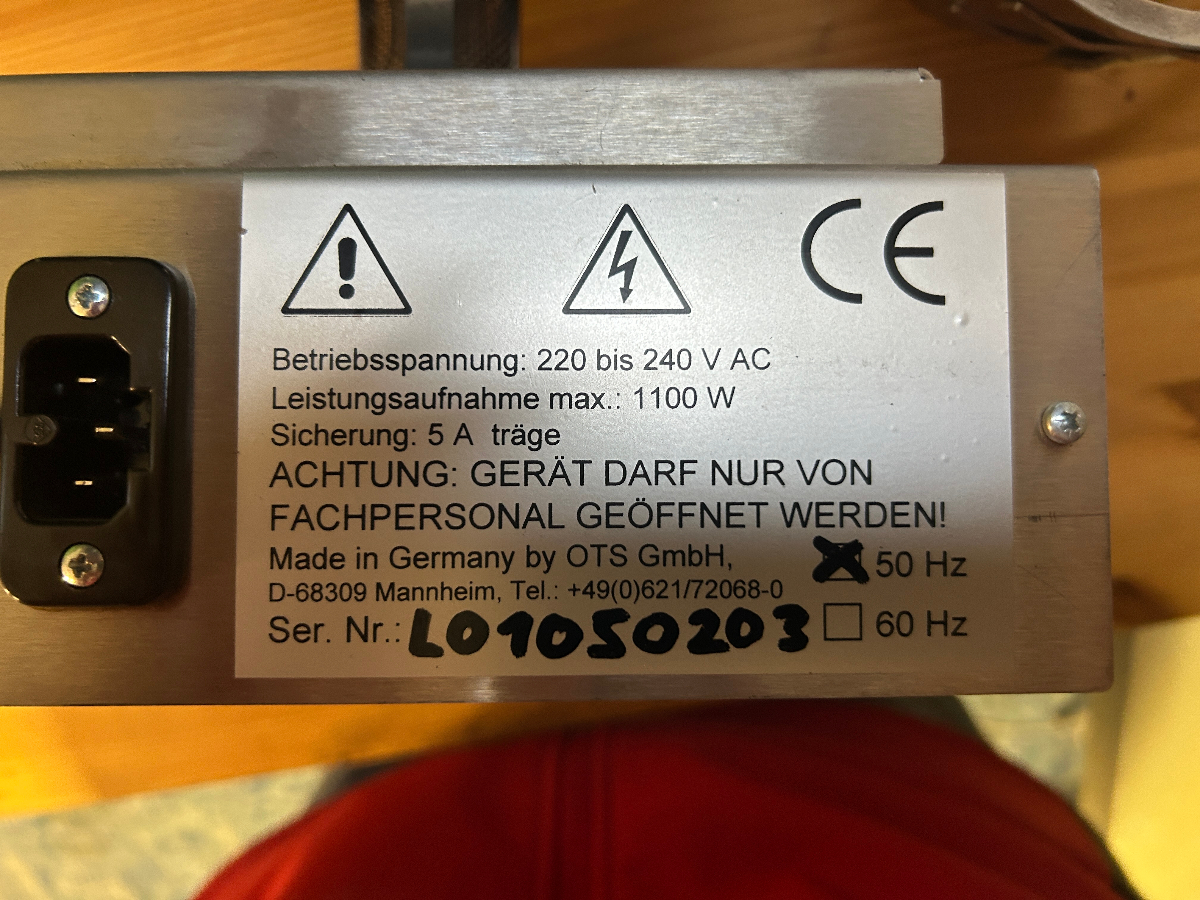 CE
Betriebsspannung: 220 bis 240 V AC
Leistungsaufnahme max.: 1100 W
Sicherung: 5 A träge
ACHTUNG: GERÄT DARF NUR VON
FACHPERSONAL GEÖFFNET WERDEN!
Made in Germany by OTS GmbH,
D-68309 Mannheim, Tel.: +49(0)621/72068-0
Ser. Nr.: L01050203
50 Hz
60 Hz